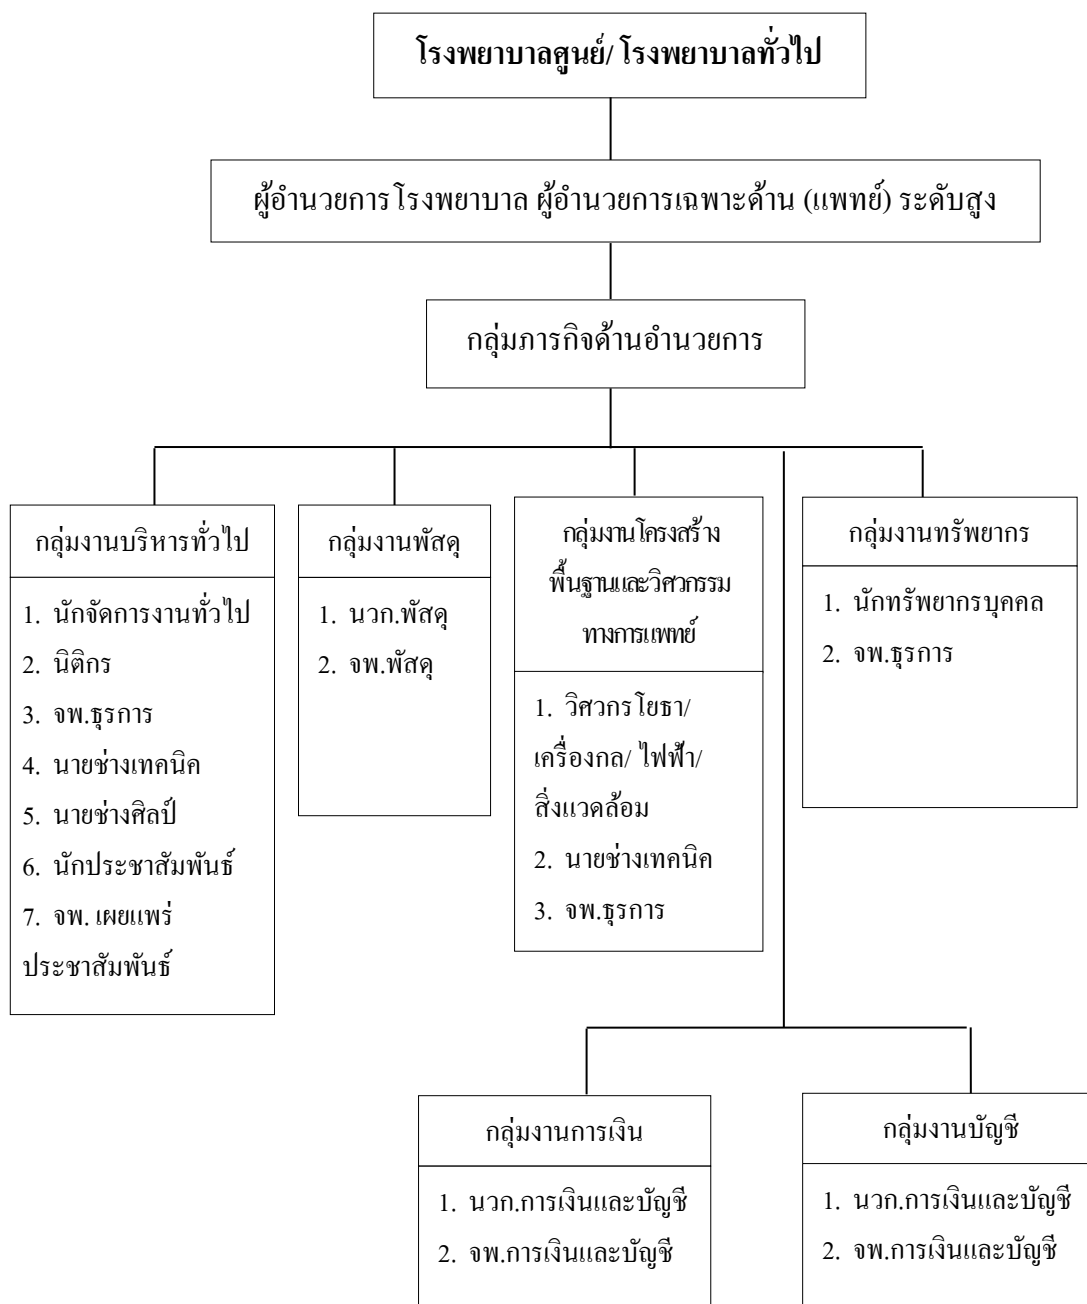 โรงพยาบาลศูนย์/ โรงพยาบาลทั่วไป
ผู้อำนวยการโรงพยาบาล ผู้อำนวยการเฉพาะด้าน (แพทย์) ระดับสูง
กลุ่มภารกิจด้านอำนวยการ
กลุ่มงานบริหารทั่วไป
1. นักจัดการงานทั่วไป
2. นิติกร
3. จพ.ธุรการ
4. นายช่างเทคนิค
5. นายช่างศิลป์
6. นักประชาสัมพันธ์
7. จพ. เผยแพร่
ประชาสัมพันธ์
กลุ่มงานพัสดุ
1. นวก.พัสดุ
2. จพ.พัสดุ
กลุ่มงานโครงสร้าง
พื้นฐานและวิศวกรรม
ทางการแพทย์
1. วิศวกรโยธา/
เครื่องกล/ ไฟฟ้า/
สิ่งแวดล้อม
2. นายช่างเทคนิค
3. จพ.ธุรการ
กลุ่มงานทรัพยากร
1. นักทรัพยากรบุคคล
2. จพ.ธุรการ
กลุ่มงานการเงิน
1. นวก.การเงินและบัญชี
2. จพ.การเงินและบัญชี
กลุ่มงานบัญชี
1. นวก.การเงินและบัญชี
2. จพ.การเงินและบัญชี